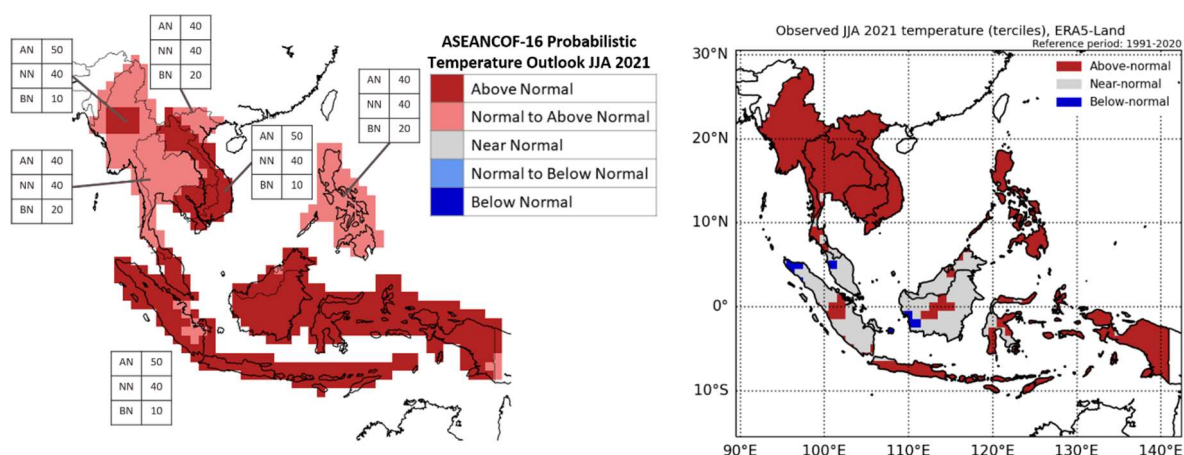 AN 50
NN 40
BN 10
AN 40
NN 40
BN 20
AN 40
NN 40
BN 20
AN 50
NN 40
BN 10
AN 40
NN 40
BN 20
AN 50
NN 40
BN 10
ASEANCOF-16 Probabilistic
Temperature Outlook JJA 2021
Above Normal
Normal to Above Normal
Near Normal
Normal to Below Normal
Below Normal
Observed JJA 2021 temperature (terciles), ERA5-Land
Reference period: 1991-2020
Above-normal
Near-normal
Below-normal
30°N
20°N
10°N
0°
10°S
90°E 100°E 110°E 120°E 130°E 140°E